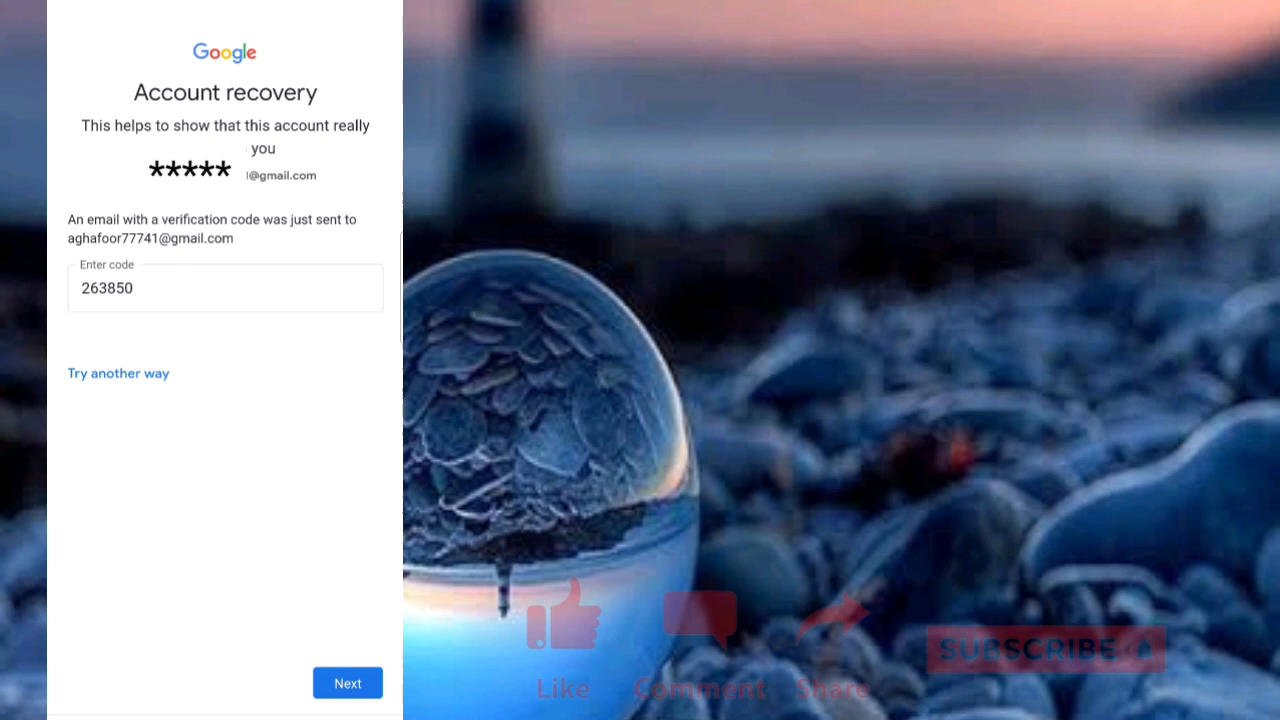 Google
Account recovery
This helps to show that this account really
you
***** l@gmail.com
An email with a verification code was just sent to
aghafoor77741@gmail.com
Enter code
263850
Try another way
Next
Like Comment Share
SUBSCRIBE